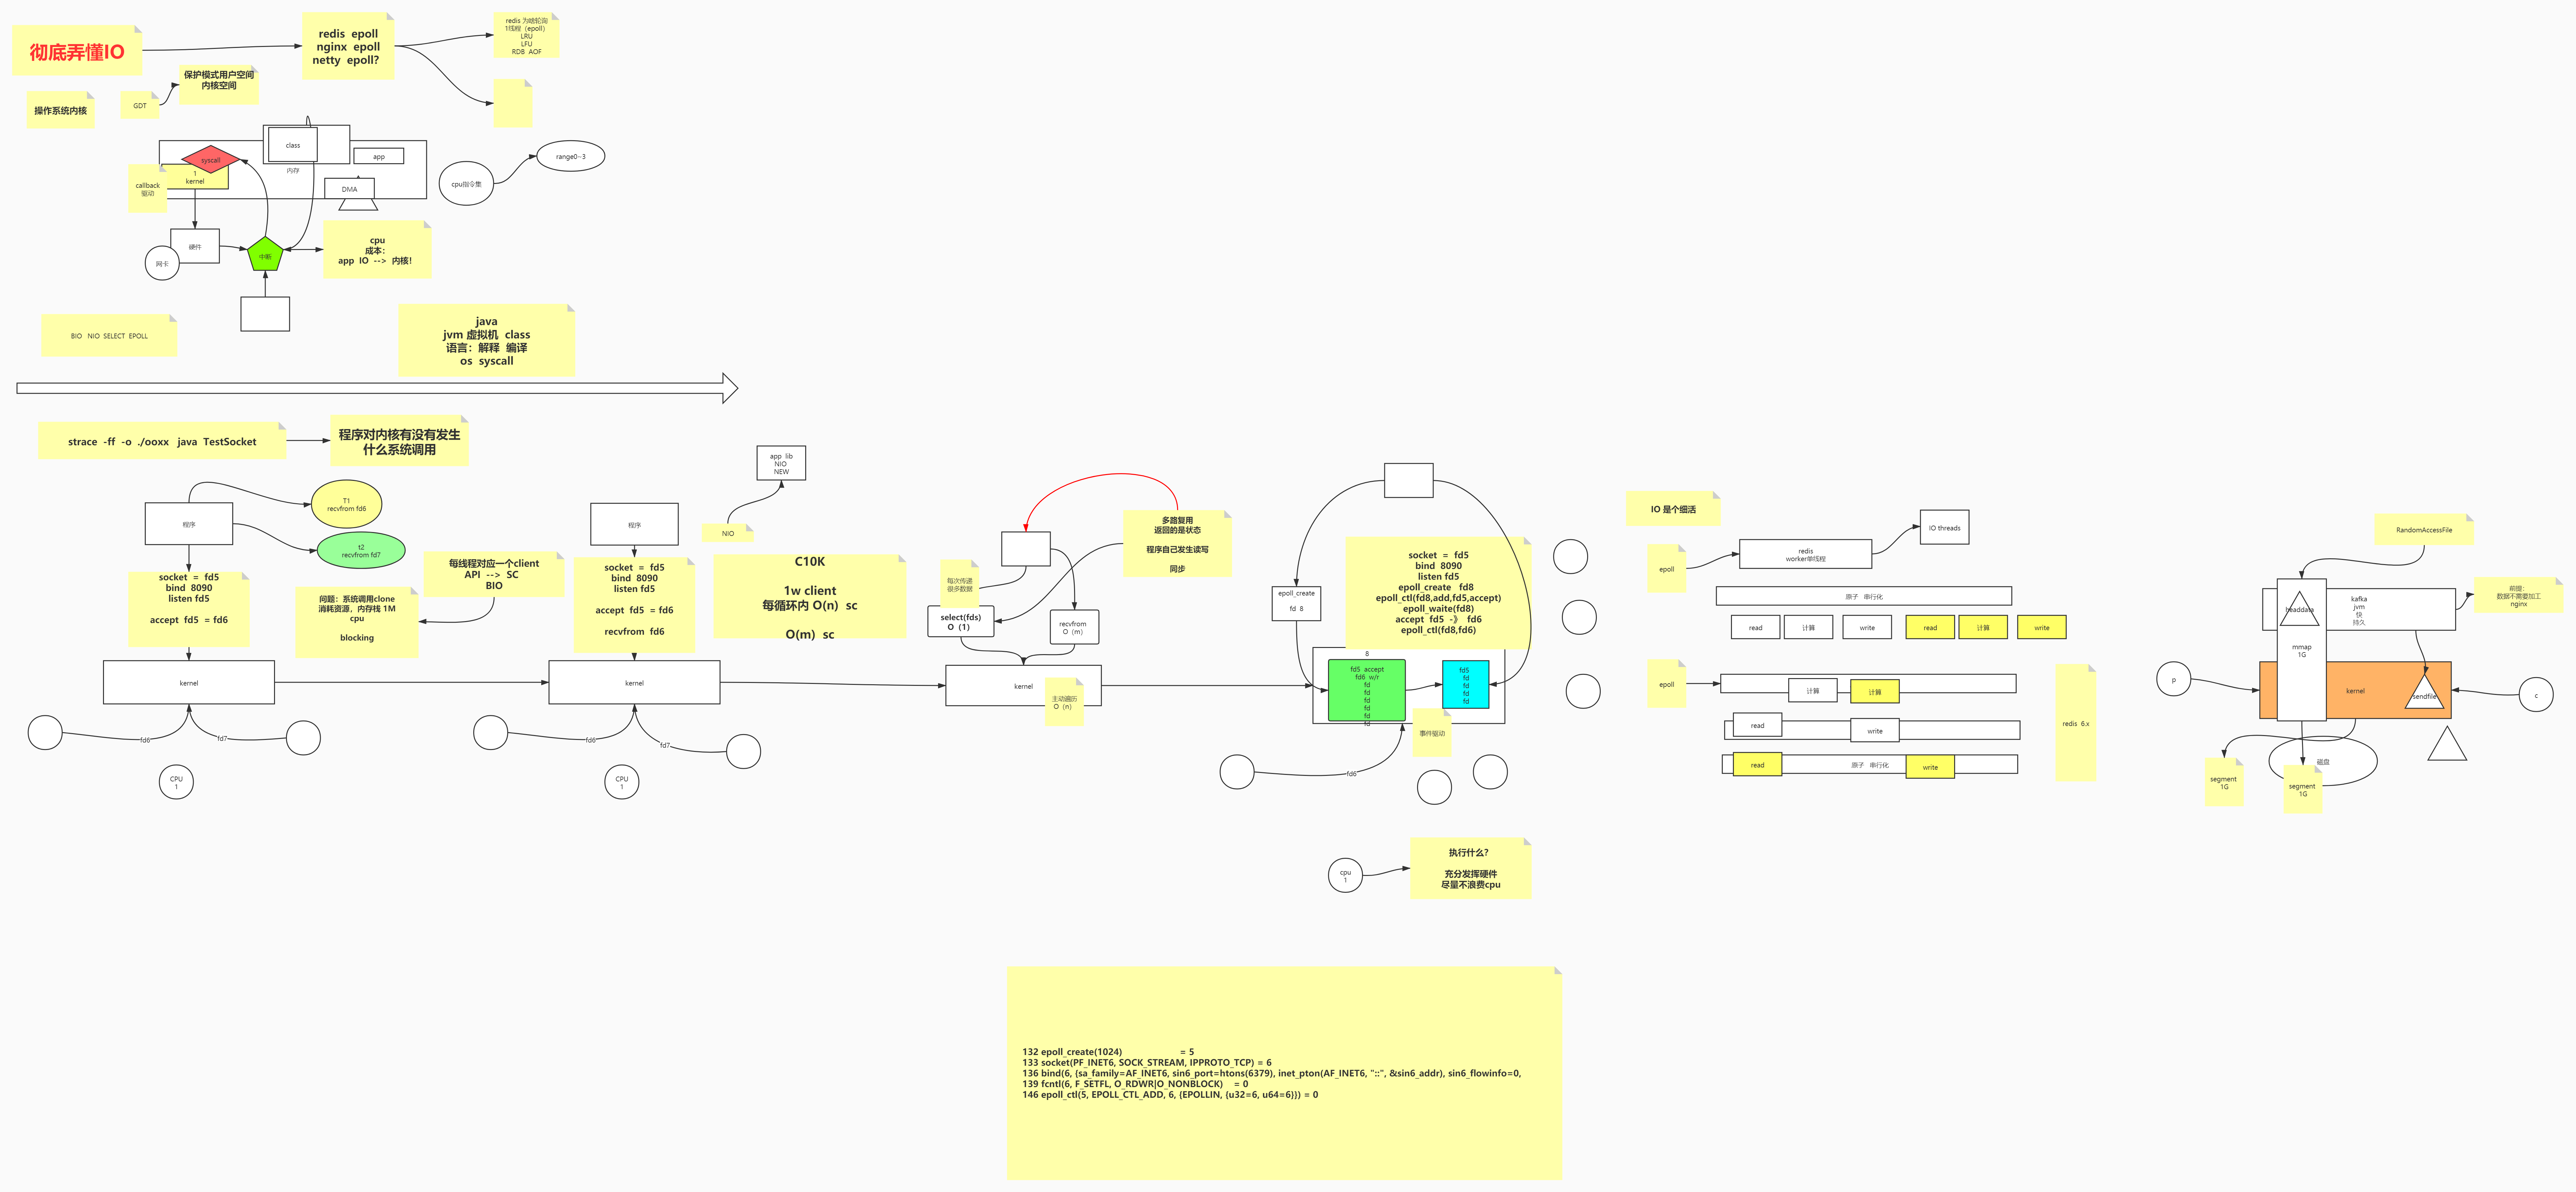 彻底弄懂IO
redis epoll
nginx epoll
netty epoll?
redis 为啥轮询
1线程（epoll）
LRU
LFU
RDB AOF
保护模式用户空间
内核空间
操作系统内核
GDT
syscall
class
app
内存
1
kernel
callback
驱动
DMA
cpu指令集
range0~3
硬件
网卡
中断
cpu
成本：
app IO --> 内核！
BIO NIO SELECT EPOLL
java
jvm 虚拟机 class
语言：解释 编译
os syscall
strace -ff -o ./ooxx java TestSocket
程序对内核有没有发生
什么系统调用
程序
T1
recvfrom fd6
t2
recvfrom fd7
socket = fd5
bind 8090
listen fd5
accept fd5 = fd6
问题：系统调用clone
消耗资源，内存栈 1M
cpu
blocking
每线程对应一个client
API --> SC
BIO
kernel
fd6
fd7
CPU
1
程序
socket = fd5
bind 8090
listen fd5
accept fd5 = fd6
recvfrom fd6
kernel
fd6
fd7
CPU
1
app lib
NIO
NEW
NIO
C10K
1w client
每循环内 O(n) sc
O(m) sc
多路复用
返回的是状态
程序自己发生读写
同步
每次传递
很多数据
select(fds)
O（1）
recvfrom
O（m）
kernel
主动遍历
O（n）
epoll_create
fd 8
socket = fd5
bind 8090
listen fd5
epoll_create fd8
epoll_ctl(fd8,add,fd5,accept)
epoll_wait(fd8)
accept fd5 -》 fd6
epoll_ctl(fd8,fd6)
8
fd5 accept
fd6 w/r
fd
fd
fd
fd
fd
fd
fd5
fd
fd
fd
fd
事件驱动
fd6
cpu
1
执行什么？
充分发挥硬件
尽量不浪费cpu
IO 是个细活
epoll
redis
worker单线程
IO threads
原子 串行化
read
计算
write
read
计算
write
epoll
计算
计算
read
write
read
原子 串行化
write
redis 6.x
RandomAccessFile
headdata
kafka
jvm
快
持久
前提：
数据不需要加工
nginx
mmap
1G
p
kernel
sendfile
c
磁盘
segment
1G
segment
1G
132 epoll_create(1024) = 5
133 socket(PF_INET6, SOCK_STREAM, IPPROTO_TCP) = 6
136 bind(6, {sa_family=AF_INET6, sin6_port=htons(6379), inet_pton(AF_INET6, "::", &sin6_addr), sin6_flowinfo=0,
139 fcntl(6, F_SETFL, O_RDWR|O_NONBLOCK) = 0
146 epoll_ctl(5, EPOLL_CTL_ADD, 6, {EPOLLIN, {u32=6, u64=6}}) = 0